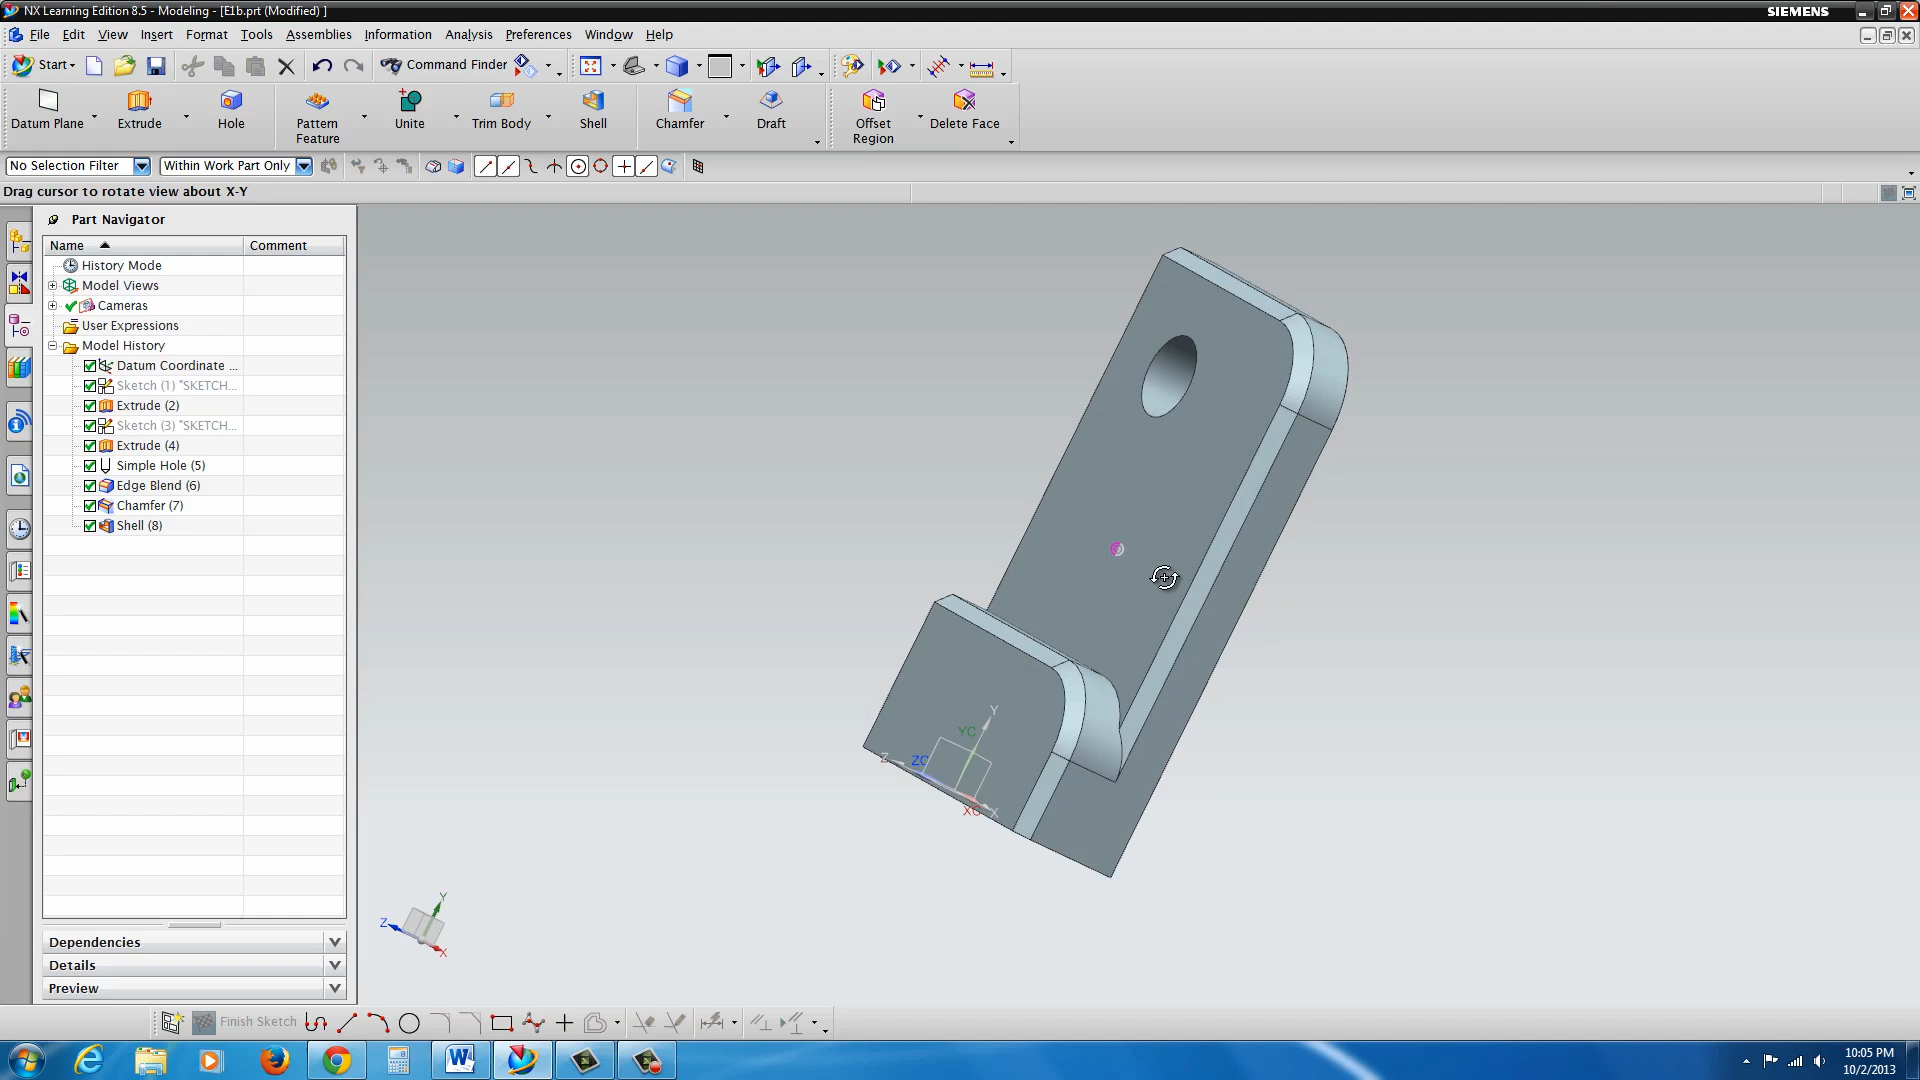 NX Learning Edition 8.5 - Modeling - [E1b.prt (Modified) ]
SIEMENS
File Edit View Insert Format Tools Assemblies Information Analysis Preferences Window Help
Start Command Finder
Datum Plane Extrude Hole Pattern Feature Unite Trim Body Shell Chamfer Draft Offset Region Delete Face
No Selection Filter Within Work Part Only
Drag cursor to rotate view about X-Y
Part Navigator
Name Comment
History Mode
Model Views
Cameras
User Expressions
Model History
Datum Coordinate ...
Sketch (1) "SKETCH...
Extrude (2)
Sketch (3) "SKETCH...
Extrude (4)
Simple Hole (5)
Edge Blend (6)
Chamfer (7)
Shell (8)
Y
YC
Z ZC
XC X
Y
Z
X
Dependencies
Details
Preview
Finish Sketch
10:05 PM
10/2/2013